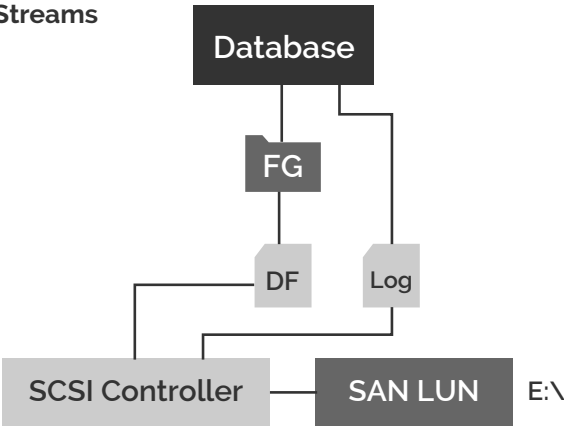 Streams
Database
FG
DF
Log
SCSI Controller
SAN LUN
E:\